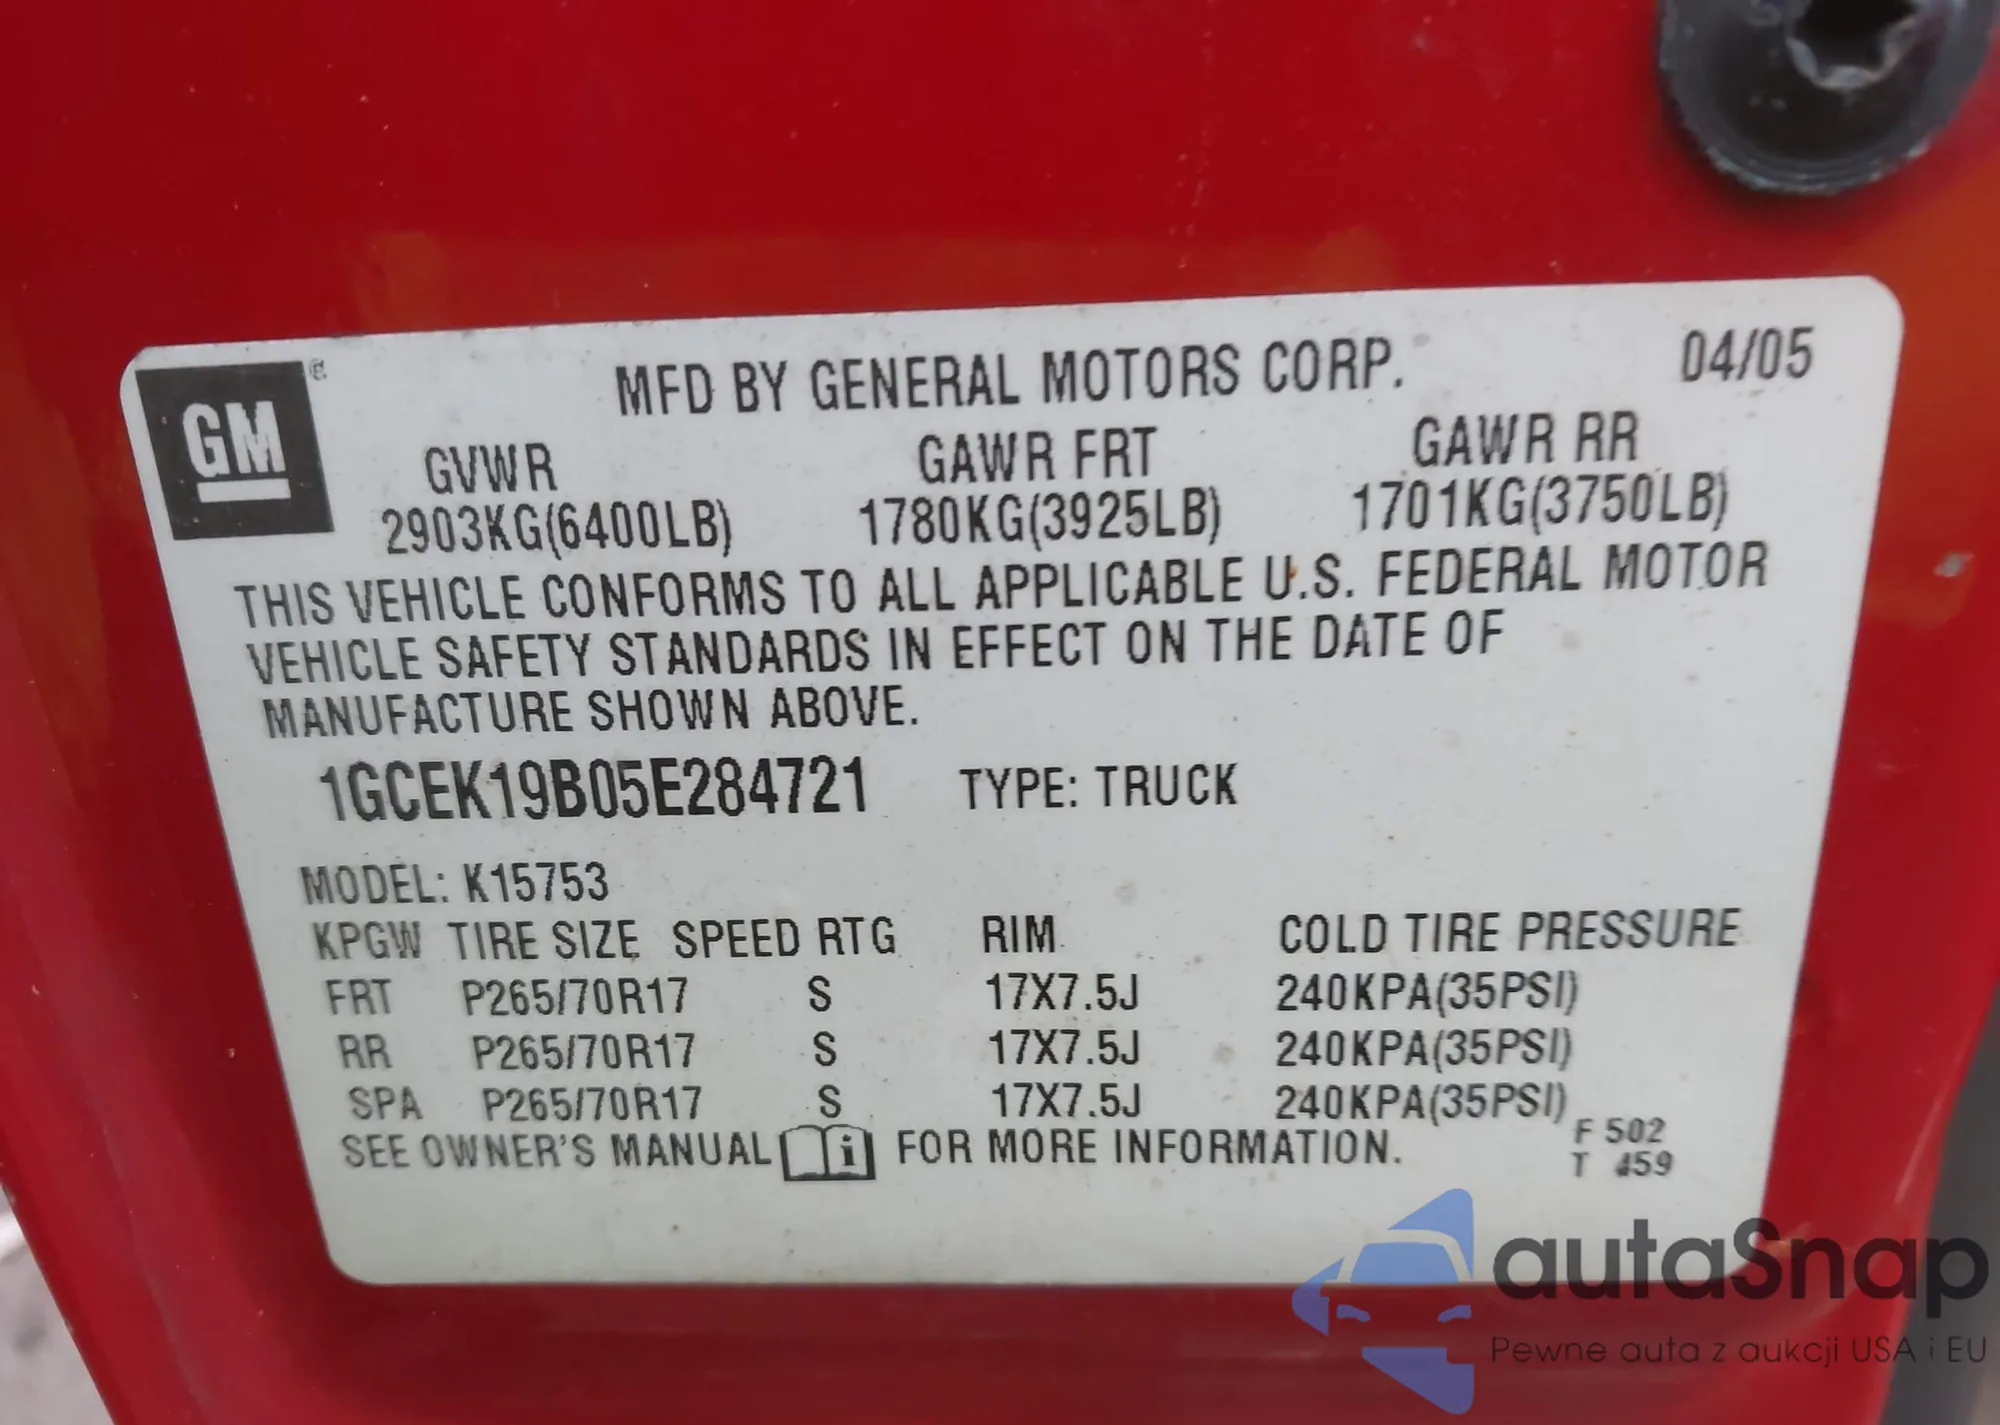 GM
MFD BY GENERAL MOTORS CORP. 04/05
GVWR GAWR FRT GAWR RR
2903KG(6400LB) 1780KG(3925LB) 1701KG(3750LB)
THIS VEHICLE CONFORMS TO ALL APPLICABLE U.S. FEDERAL MOTOR
VEHICLE SAFETY STANDARDS IN EFFECT ON THE DATE OF
MANUFACTURE SHOWN ABOVE.
1GCEK19B05E284721 TYPE: TRUCK
MODEL: K15753
KPGW TIRE SIZE SPEED RTG RIM COLD TIRE PRESSURE
FRT P265/70R17 S 17X7.5J 240KPA(35PSI)
RR P265/70R17 S 17X7.5J 240KPA(35PSI)
SPA P265/70R17 S 17X7.5J 240KPA(35PSI)
SEE OWNER'S MANUAL i FOR MORE INFORMATION.
F 502
T 459
autaSnap
Pewne auta z aukcji USA i EU